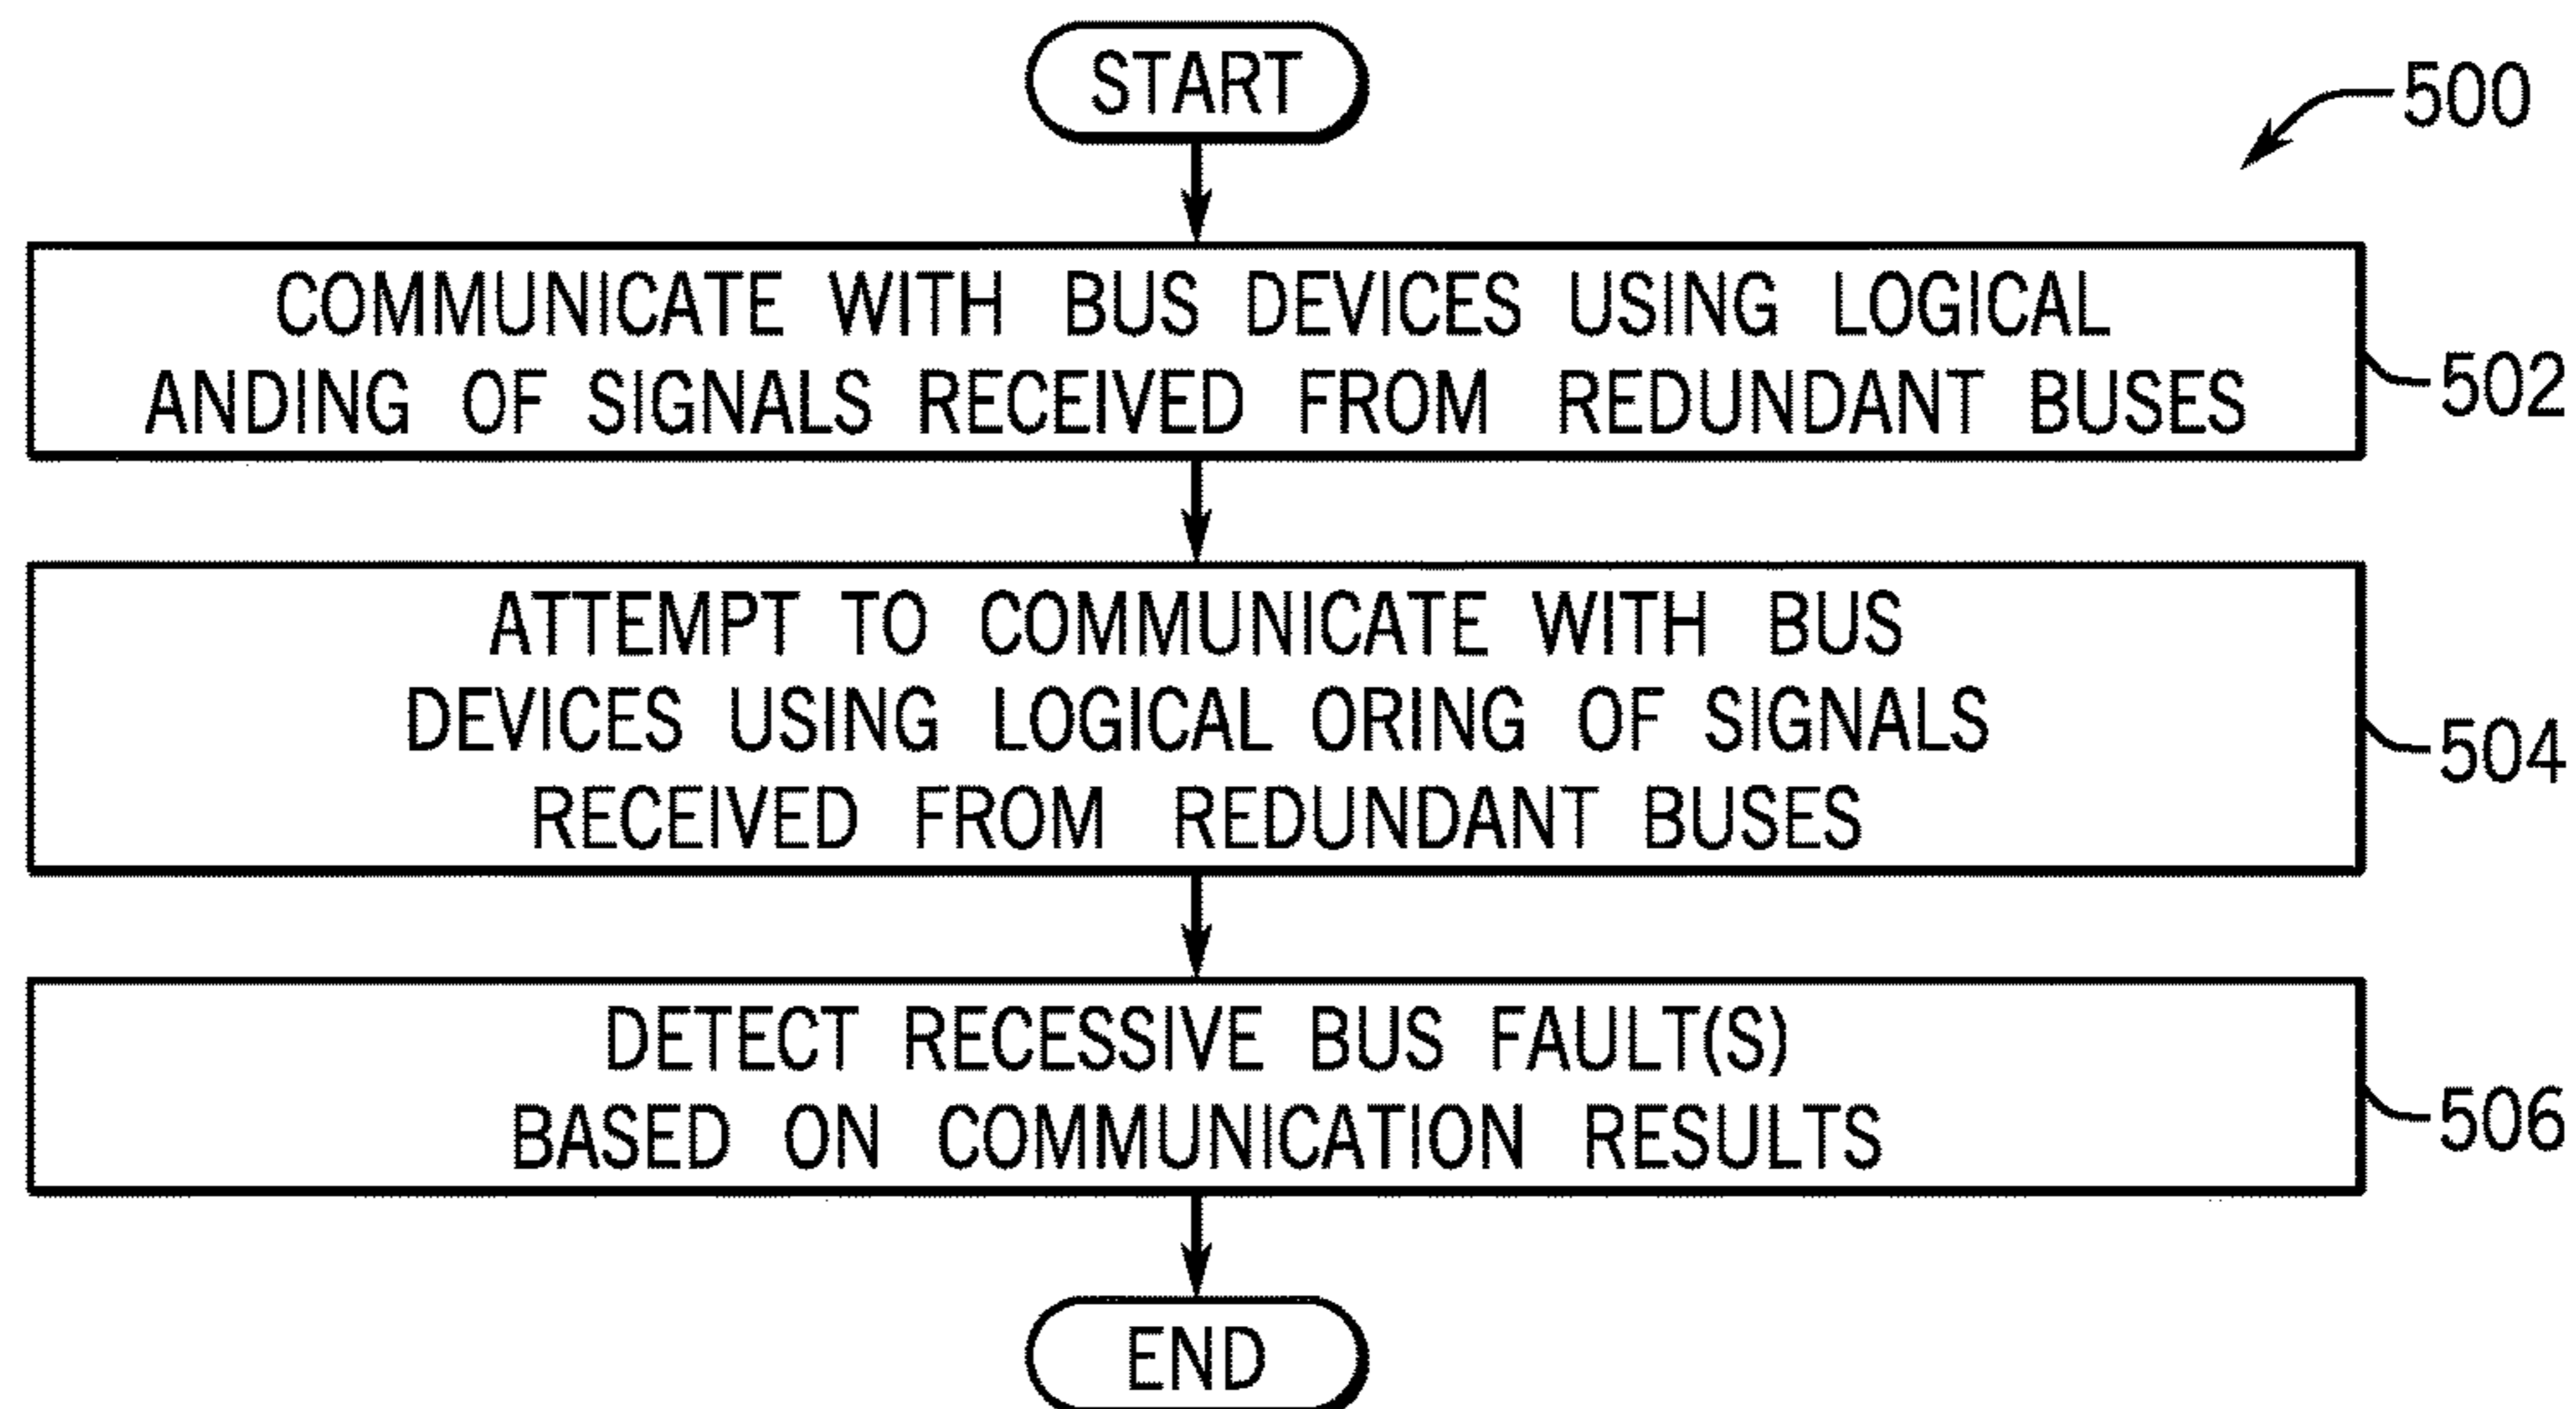 START
500
COMMUNICATE WITH BUS DEVICES USING LOGICAL
ANDING OF SIGNALS RECEIVED FROM REDUNDANT BUSES
502
ATTEMPT TO COMMUNICATE WITH BUS
DEVICES USING LOGICAL ORING OF SIGNALS
RECEIVED FROM REDUNDANT BUSES
504
DETECT RECESSIVE BUS FAULT(S)
BASED ON COMMUNICATION RESULTS
506
END